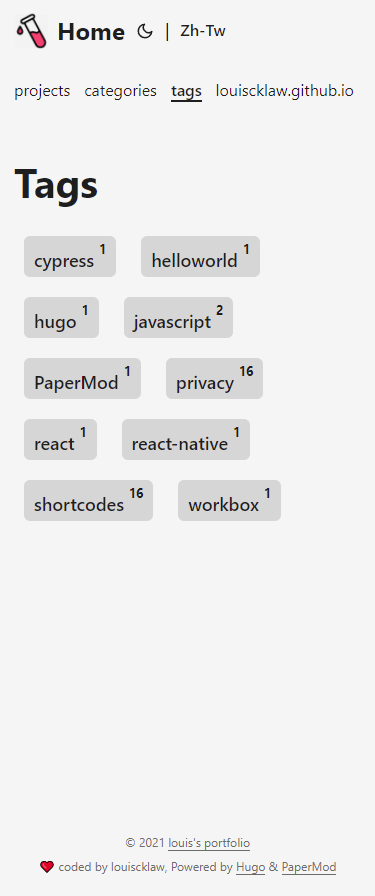 Home | Zh-Tw
projects categories tags louiscklaw.github.io
Tags
cypress 1 helloworld 1
hugo 1 javascript 2
PaperMod 1 privacy 16
react 1 react-native 1
shortcodes 16 workbox 1
© 2021 louis's portfolio
coded by louiscklaw, Powered by Hugo & PaperMod